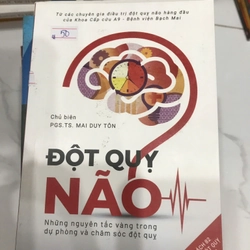 Từ các chuyên gia điều trị đột quỵ não hàng đầu
của Khoa Cấp cứu A9 - Bệnh viện Bạch Mai
50
Chủ biên
PGS.TS. MAI DUY TÔN
ĐỘT QUỴ
NÃO
Những nguyên tắc vàng trong
dự phòng và chăm sóc đột quỵ